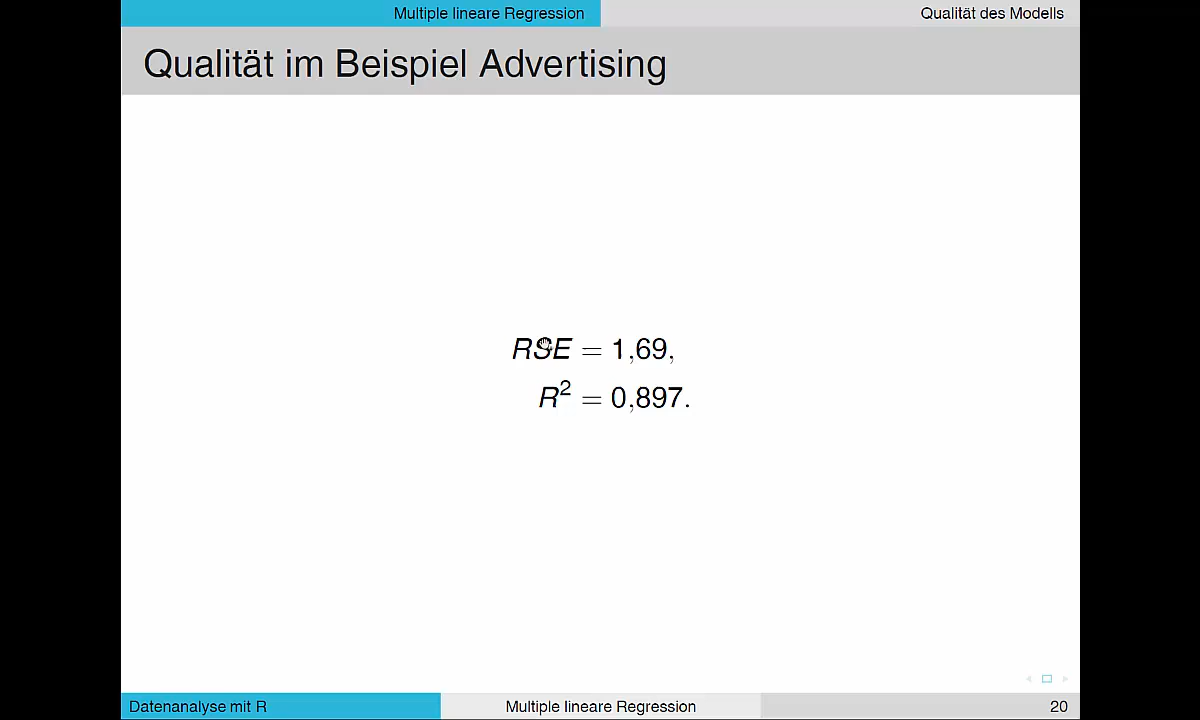 Multiple lineare Regression
Qualität des Modells
Qualität im Beispiel Advertising
RSE = 1,69,
R² = 0,897.
Datenanalyse mit R
Multiple lineare Regression
20